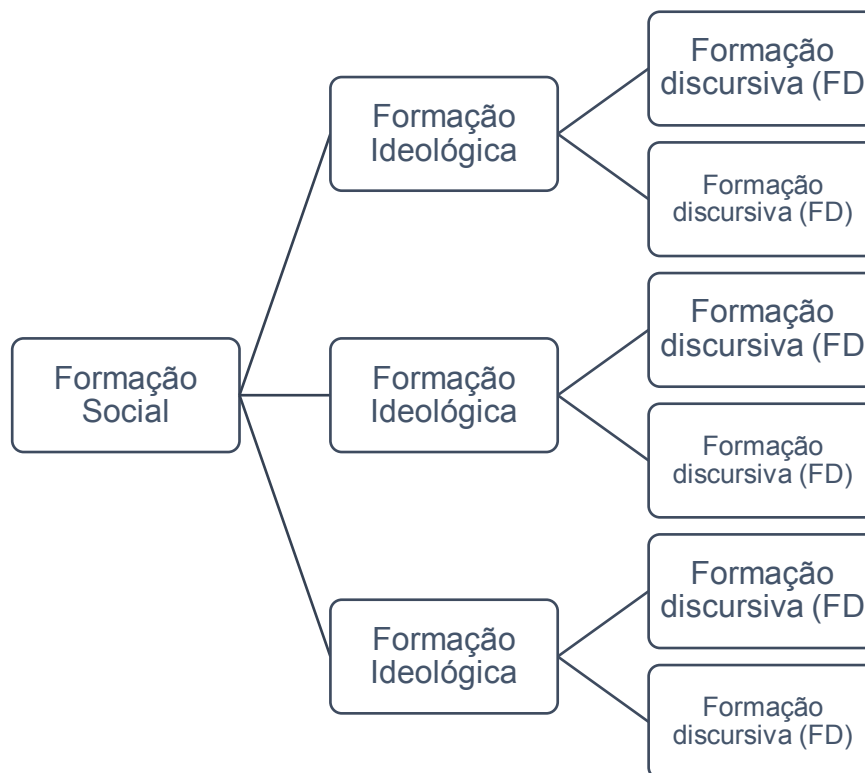 Formação
discursiva (FD
Formação
Ideológica
Formação
discursiva (FD)
Formação
discursiva (FD
Formação
Social
Formação
Ideológica
Formação
discursiva (FD)
Formação
discursiva (FD
Formação
Ideológica
Formação
discursiva (FD)